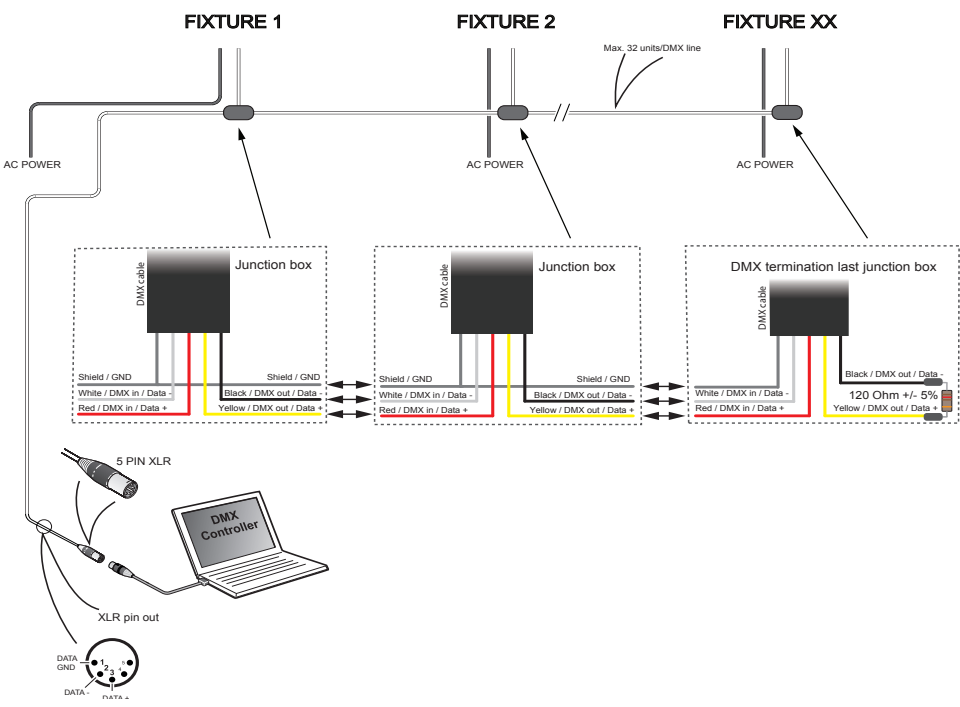 FIXTURE 1
FIXTURE 2
FIXTURE XX
Max. 32 units/DMX line
AC POWER
AC POWER
AC POWER
DMX cable
Junction box
Shield / GND
Shield / GND
White / DMX in / Data -
Black / DMX out / Data -
Red / DMX in / Data +
Yellow / DMX out / Data +
DMX cable
Junction box
Shield / GND
Shield / GND
White / DMX in / Data -
Black / DMX out / Data -
Red / DMX in / Data +
Yellow / DMX out / Data +
DMX termination last junction box
DMX cable
Black / DMX out / Data -
White / DMX in / Data -
120 Ohm +/- 5%
Red / DMX in / Data +
Yellow / DMX out / Data +
5 PIN XLR
DMX
Controller
XLR pin out
DATA
GND
1
2
3
4
5
DATA -
DATA +